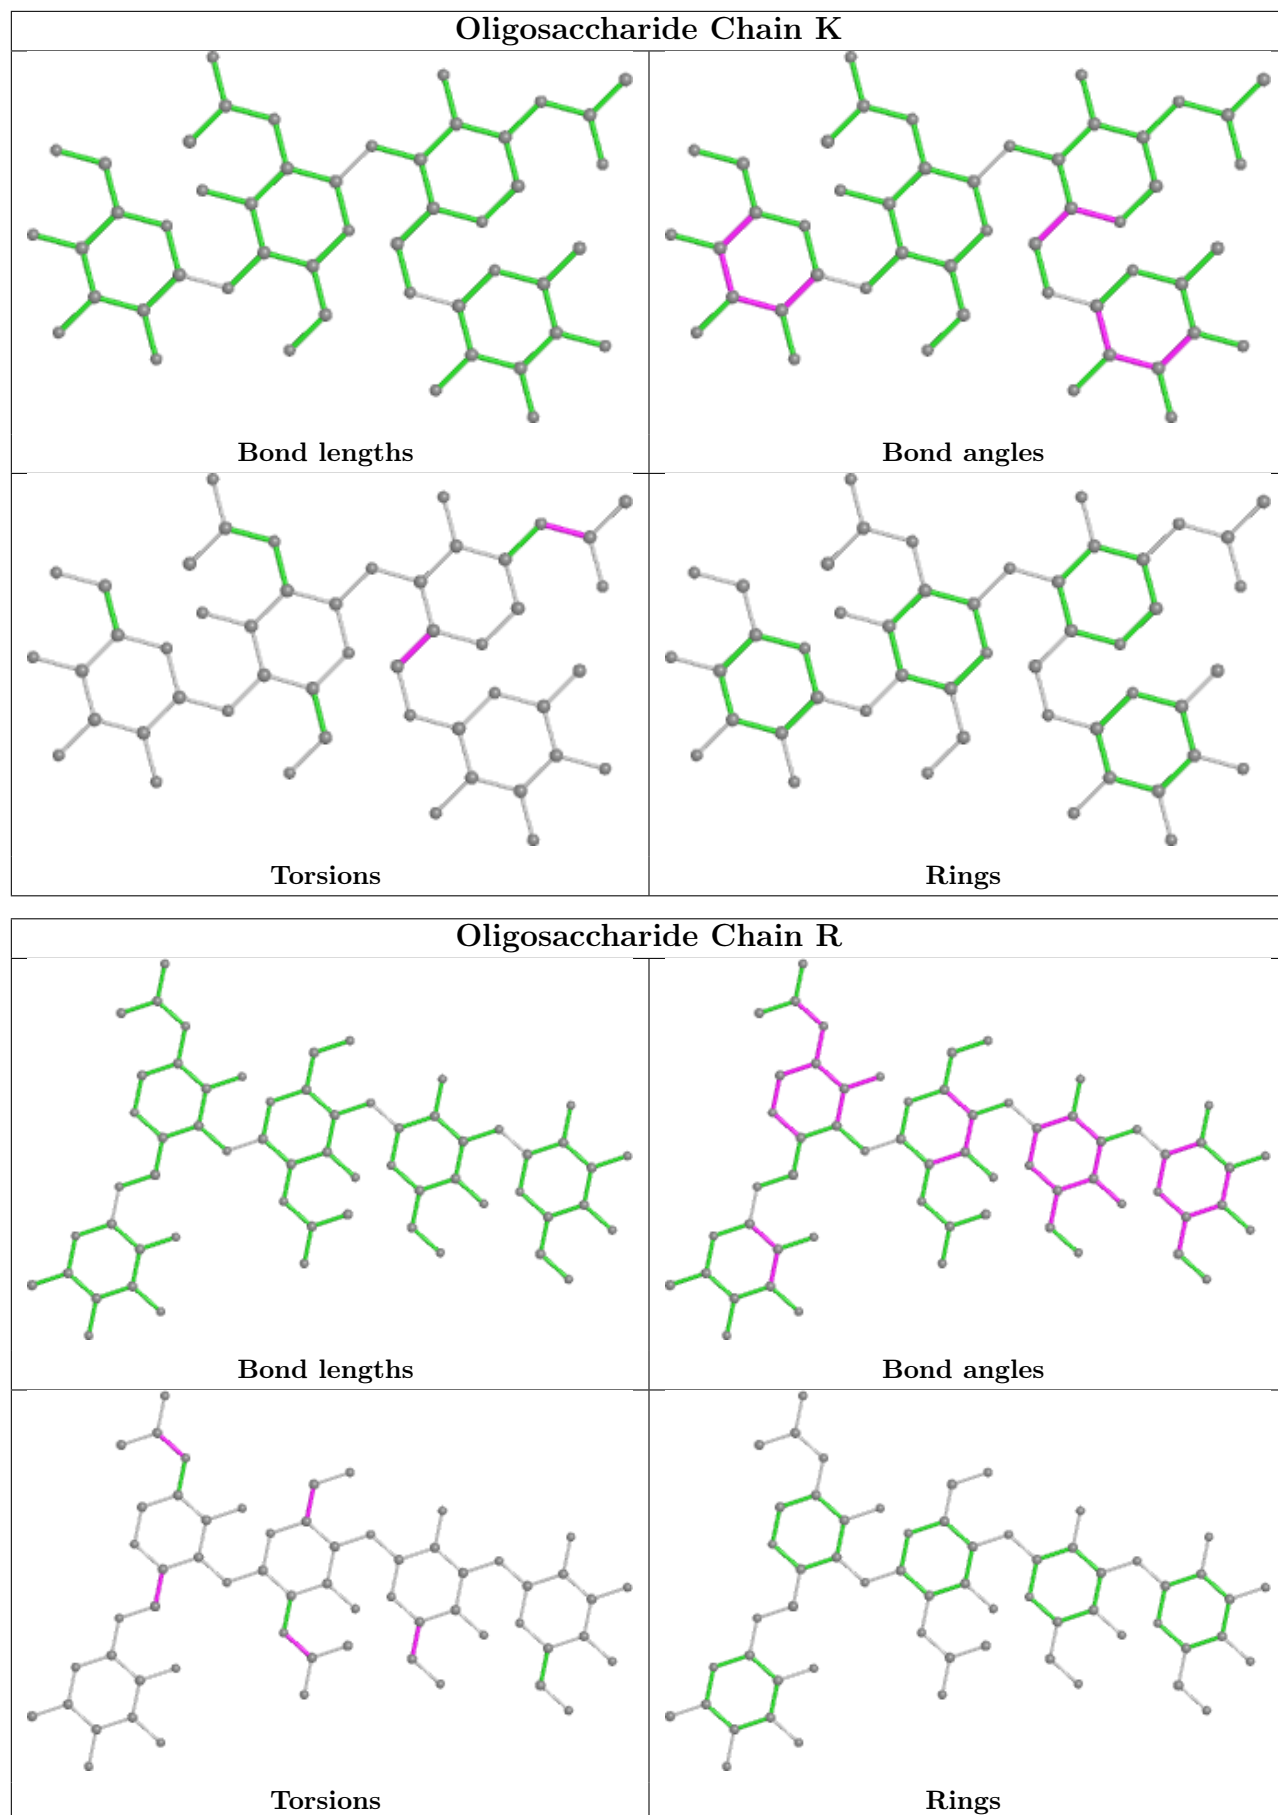 Oligosaccharide Chain K
Bond lengths
Bond angles
Torsions
Rings
Oligosaccharide Chain R
Bond lengths
Bond angles
Torsions
Rings